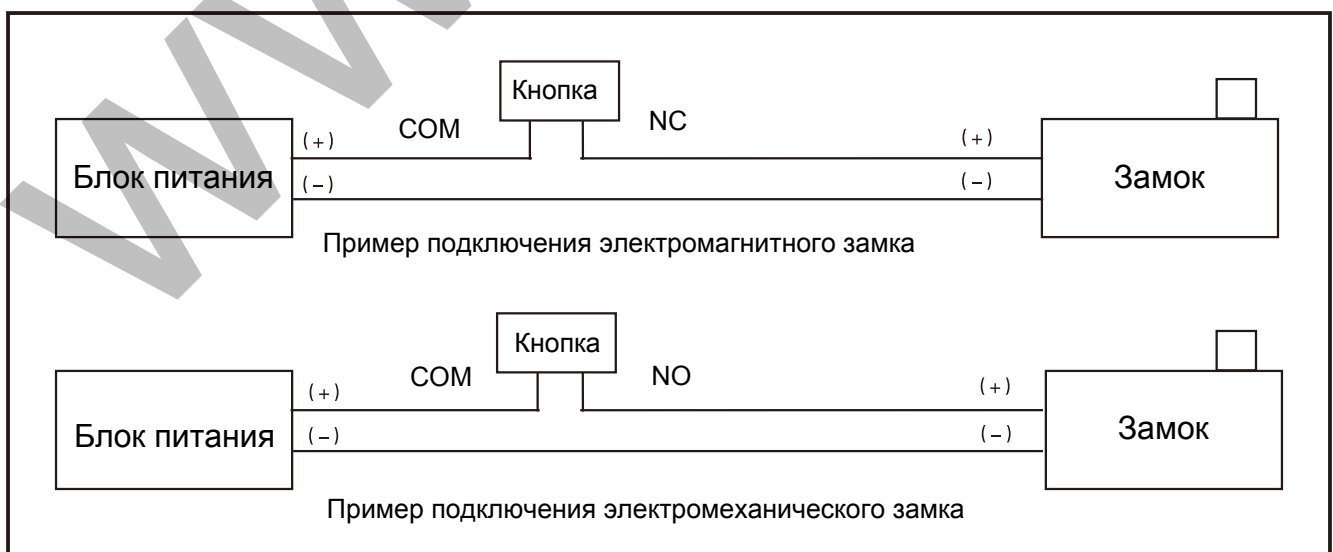 Кнопка
COM NC
(+) (+)
Блок питания (–) (–) Замок
Пример подключения электромагнитного замка
Кнопка
COM NO
(+) (+)
Блок питания (–) (–) Замок
Пример подключения электромеханического замка